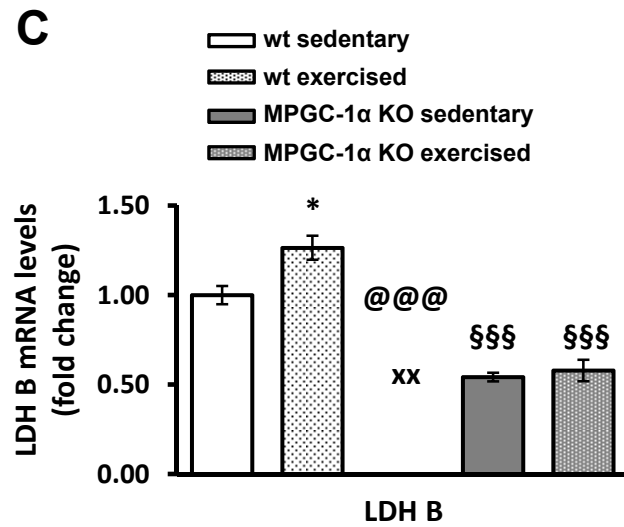 C
wt sedentary
wt exercised
MPGC-1α KO sedentary
MPGC-1α KO exercised
LDH B mRNA levels
(fold change)
1.50
1.00
0.50
0.00
*
@@@
xx
§§§
§§§
LDH B